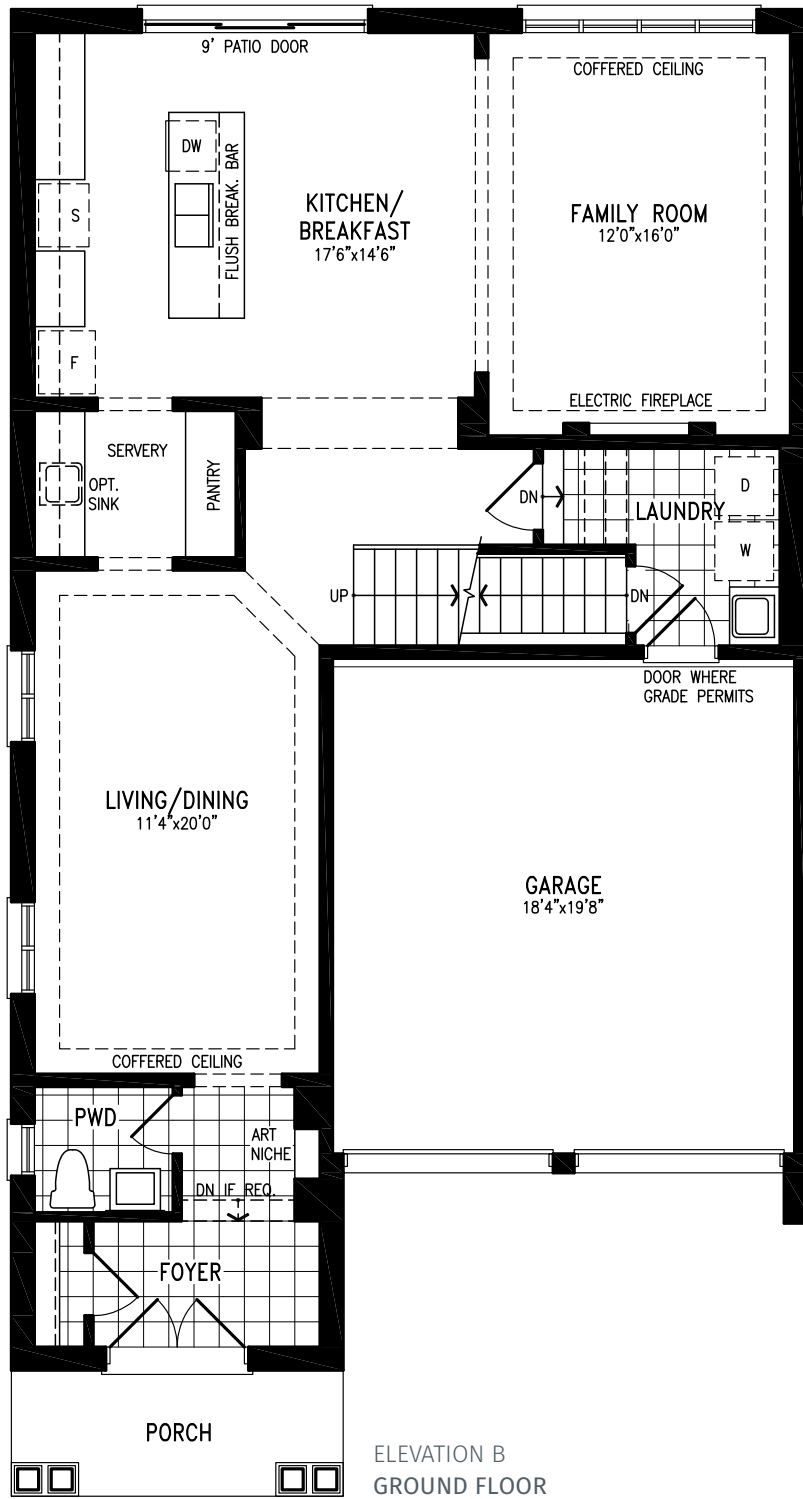 9' PATIO DOOR
COFFERED CEILING
DW
FLUSH BREAK. BAR
S
KITCHEN/
BREAKFAST
17'6"x14'6"
FAMILY ROOM
12'0"x16'0"
F
ELECTRIC FIREPLACE
SERVERY
OPT.
SINK
PANTRY
DN
LAUNDRY
D
W
UP
DN
DOOR WHERE
GRADE PERMITS
LIVING/DINING
11'4"x20'0"
GARAGE
18'4"x19'8"
COFFERED CEILING
PWD
ART
NICHE
DN IF REQ.
FOYER
PORCH
ELEVATION B
GROUND FLOOR